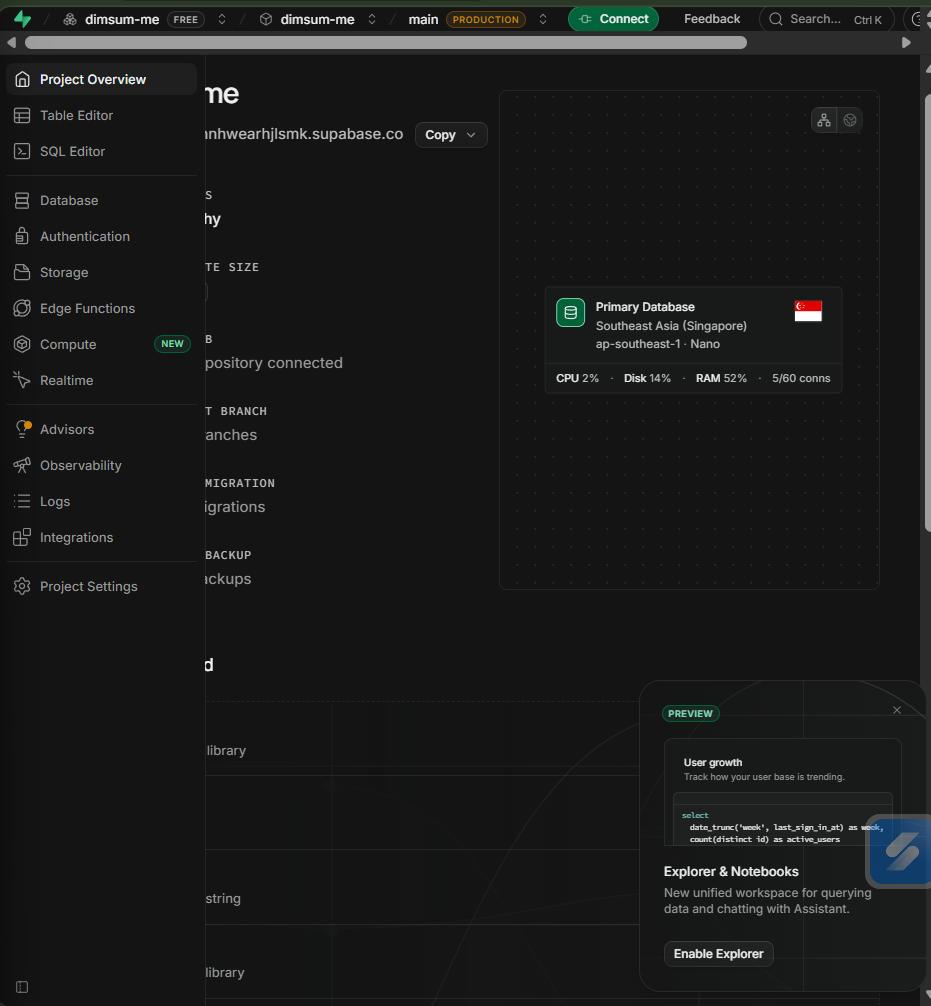 dimsum-me FREE
dimsum-me
main PRODUCTION
Connect
Feedback
Search... Ctrl K
Project Overview
Table Editor
SQL Editor
Database
Authentication
Storage
Edge Functions
Compute NEW
Realtime
Advisors
Observability
Logs
Integrations
Project Settings
me
nhwearhjlsmk.supabase.co
Copy
S
hy
TE SIZE
B
pository connected
T BRANCH
anches
MIGRATION
igrations
BACKUP
ackups
d
library
string
library
Primary Database
Southeast Asia (Singapore)
ap-southeast-1 · Nano
CPU 2% · Disk 14% · RAM 52% · 5/60 conns
PREVIEW
User growth
Track how your user base is trending.
select
date_trunc('week', last_sign_in_at) as week,
count(distinct id) as active_users
Explorer & Notebooks
New unified workspace for querying
data and chatting with Assistant.
Enable Explorer